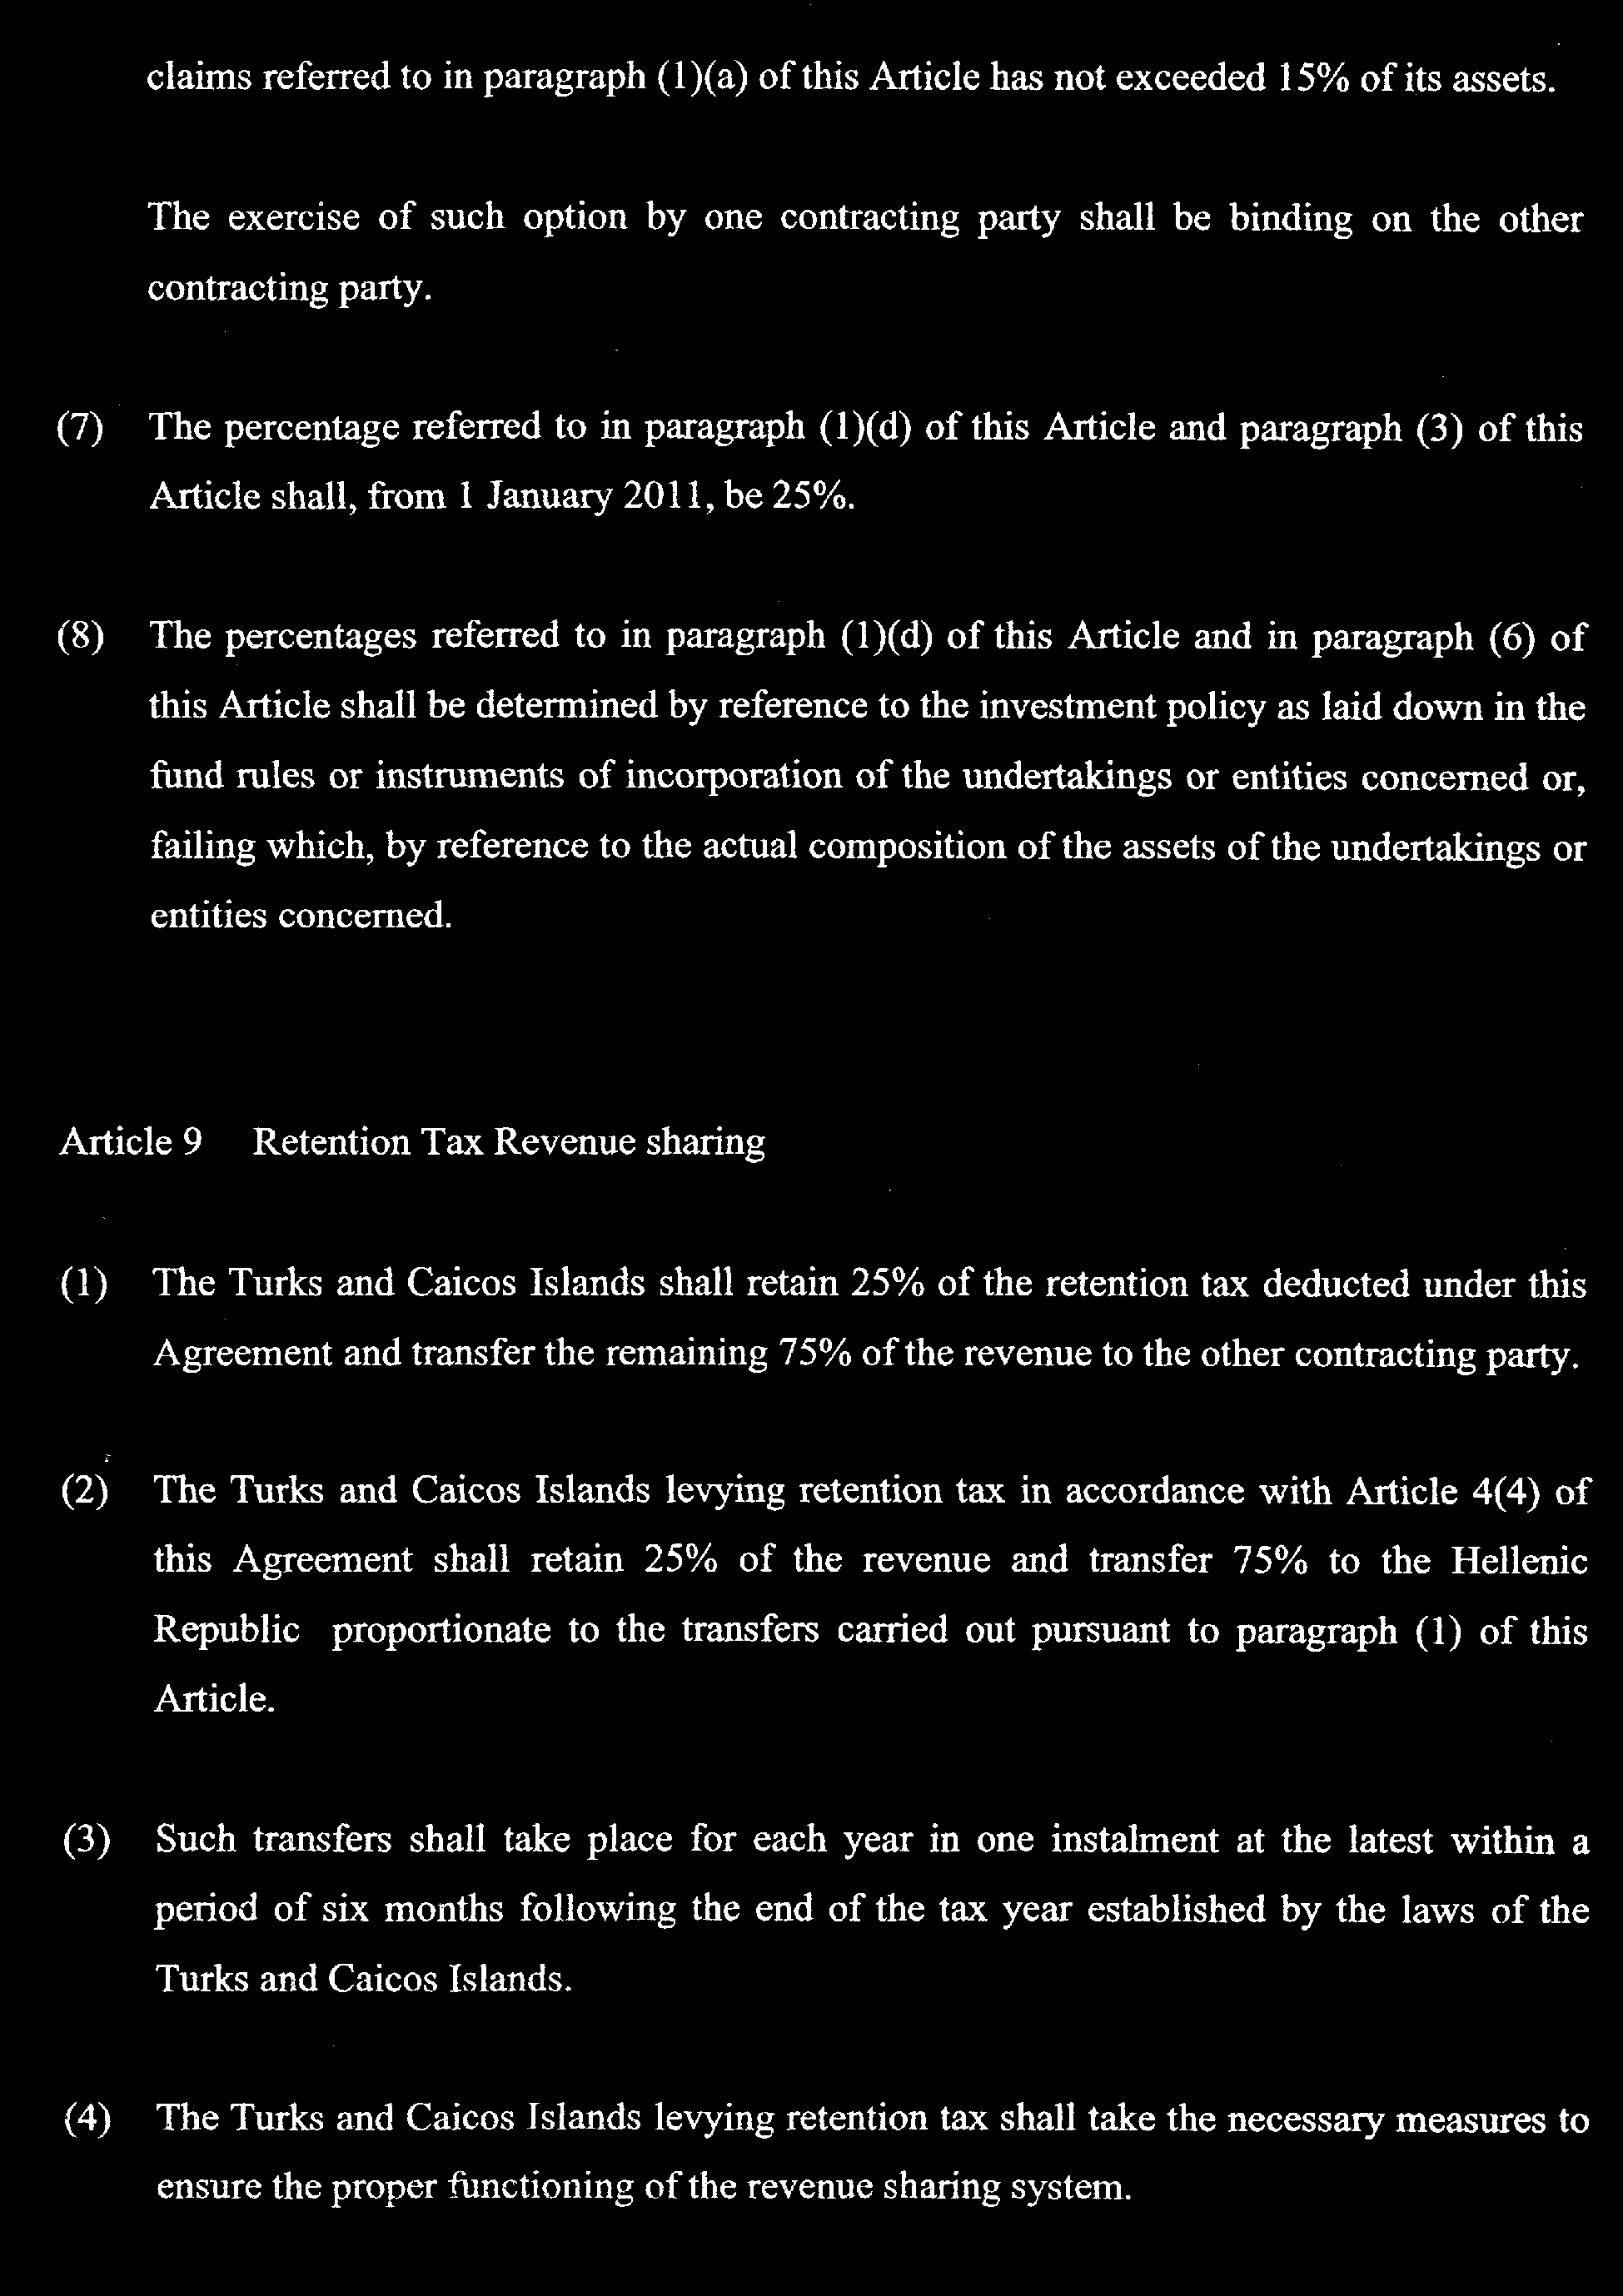 claims referred to in paragraph (1)(a) of this Article has not exceeded 15% of its assets.
The exercise of such option by one contracting party shall be binding on the other
contracting party.
(7) The percentage referred to in paragraph (1)(d) of this Article and paragraph (3) of this
Article shall, from 1 January 2011, be 25%.
(8) The percentages referred to in paragraph (1)(d) of this Article and in paragraph (6) of
this Article shall be determined by reference to the investment policy as laid down in the
fund rules or instruments of incorporation of the undertakings or entities concerned or,
failing which, by reference to the actual composition of the assets of the undertakings or
entities concerned.
Article 9 Retention Tax Revenue sharing
(1) The Turks and Caicos Islands shall retain 25% of the retention tax deducted under this
Agreement and transfer the remaining 75% of the revenue to the other contracting party.
(2) The Turks and Caicos Islands levying retention tax in accordance with Article 4(4) of
this Agreement shall retain 25% of the revenue and transfer 75% to the Hellenic
Republic proportionate to the transfers carried out pursuant to paragraph (1) of this
Article.
(3) Such transfers shall take place for each year in one instalment at the latest within a
period of six months following the end of the tax year established by the laws of the
Turks and Caicos Islands.
(4) The Turks and Caicos Islands levying retention tax shall take the necessary measures to
ensure the proper functioning of the revenue sharing system.